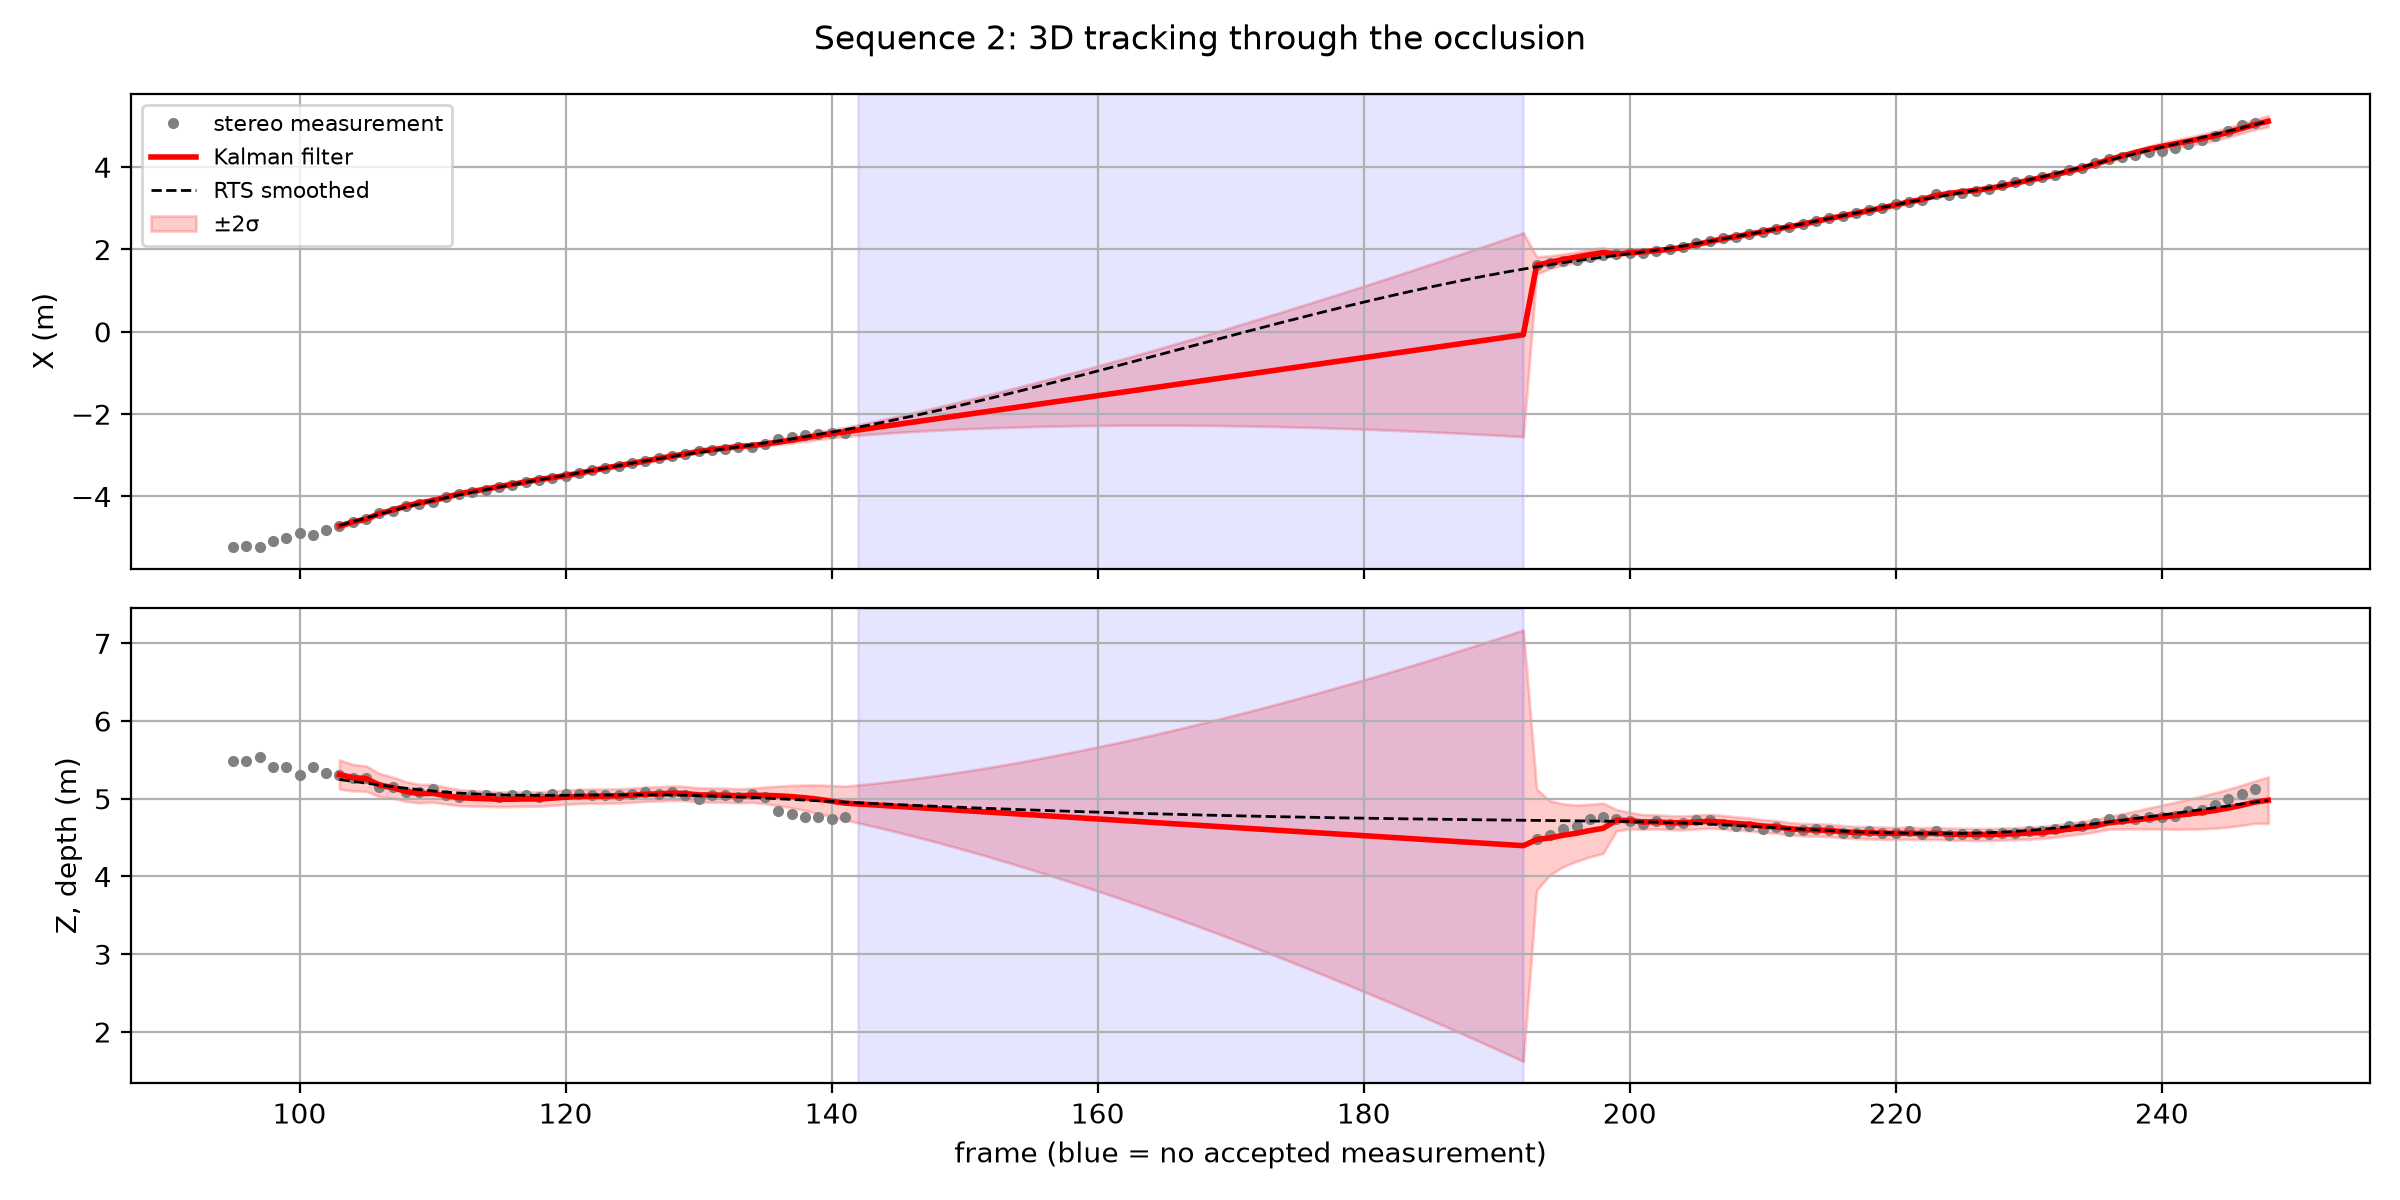 Sequence 2: 3D tracking through the occlusion
stereo measurement
Kalman filter
RTS smoothed
±2σ
X (m)
4
2
0
−2
−4
Z, depth (m)
7
6
5
4
3
2
100 120 140 160 180 200 220 240
frame (blue = no accepted measurement)